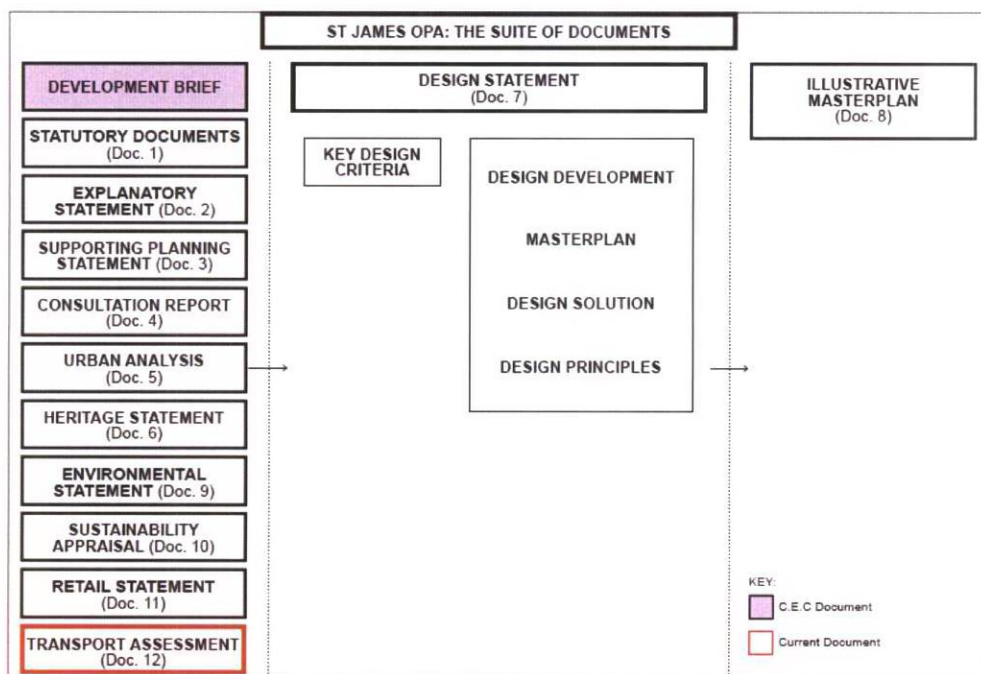 ST JAMES OPA: THE SUITE OF DOCUMENTS
DEVELOPMENT BRIEF
STATUTORY DOCUMENTS
(Doc. 1)
EXPLANATORY
STATEMENT (Doc. 2)
SUPPORTING PLANNING
STATEMENT (Doc. 3)
CONSULTATION REPORT
(Doc. 4)
URBAN ANALYSIS
(Doc. 5)
HERITAGE STATEMENT
(Doc. 6)
ENVIRONMENTAL
STATEMENT (Doc. 9)
SUSTAINABILITY
APPRAISAL (Doc. 10)
RETAIL STATEMENT
(Doc. 11)
TRANSPORT ASSESSMENT
(Doc. 12)
DESIGN STATEMENT
(Doc. 7)
KEY DESIGN
CRITERIA
DESIGN DEVELOPMENT
MASTERPLAN
DESIGN SOLUTION
DESIGN PRINCIPLES
ILLUSTRATIVE
MASTERPLAN
(Doc. 8)
KEY:
C.E.C Document
Current Document